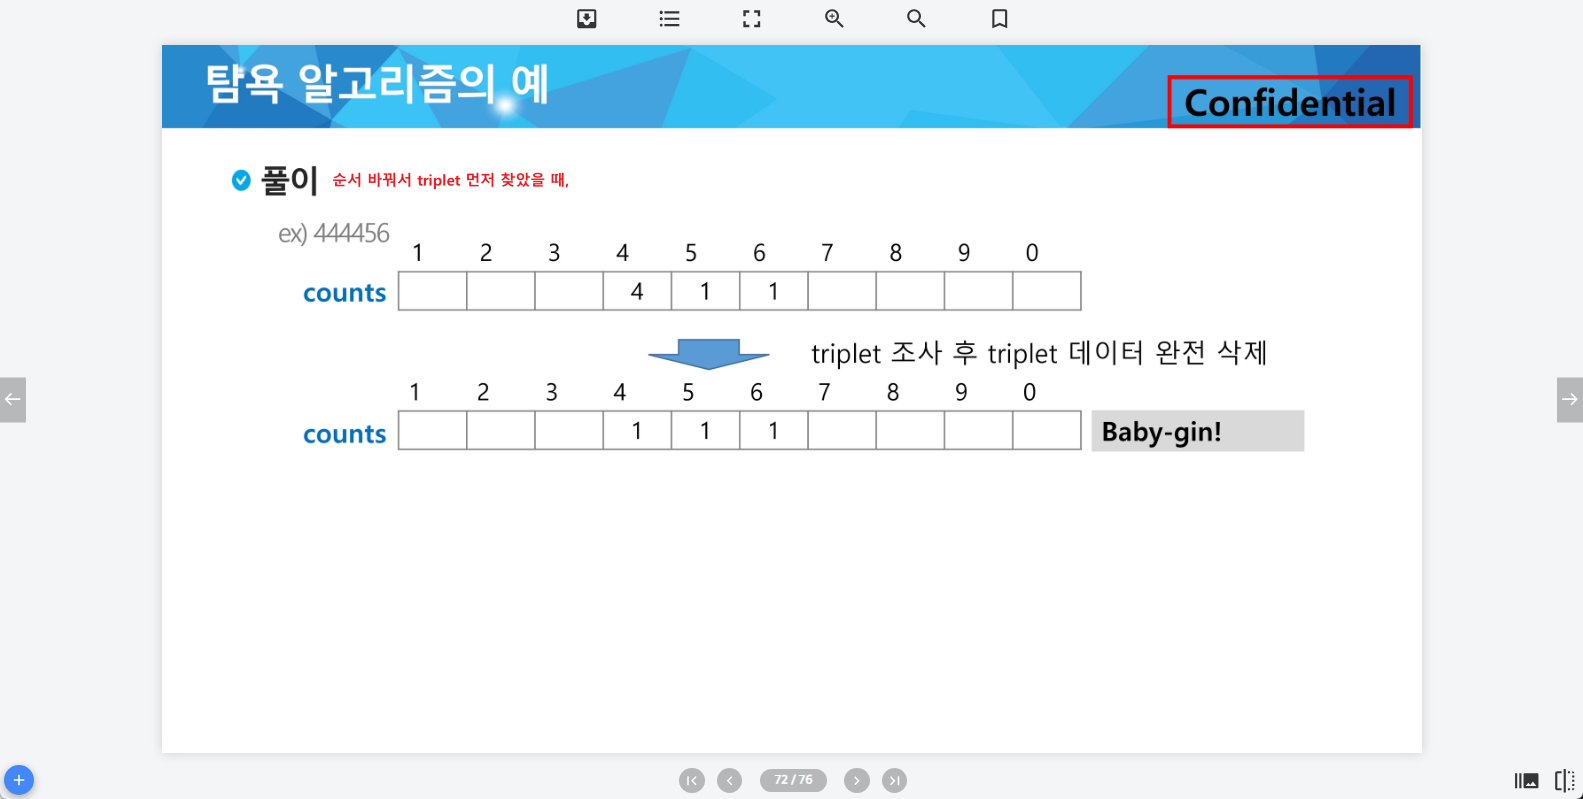 탐욕 알고리즘의 예
Confidential
풀이 순서 바꿔서 triplet 먼저 찾았을 때,
ex) 444456
1 2 3 4 5 6 7 8 9 0
counts 4 1 1
triplet 조사 후 triplet 데이터 완전 삭제
1 2 3 4 5 6 7 8 9 0
counts 1 1 1 Baby-gin!
72 / 76